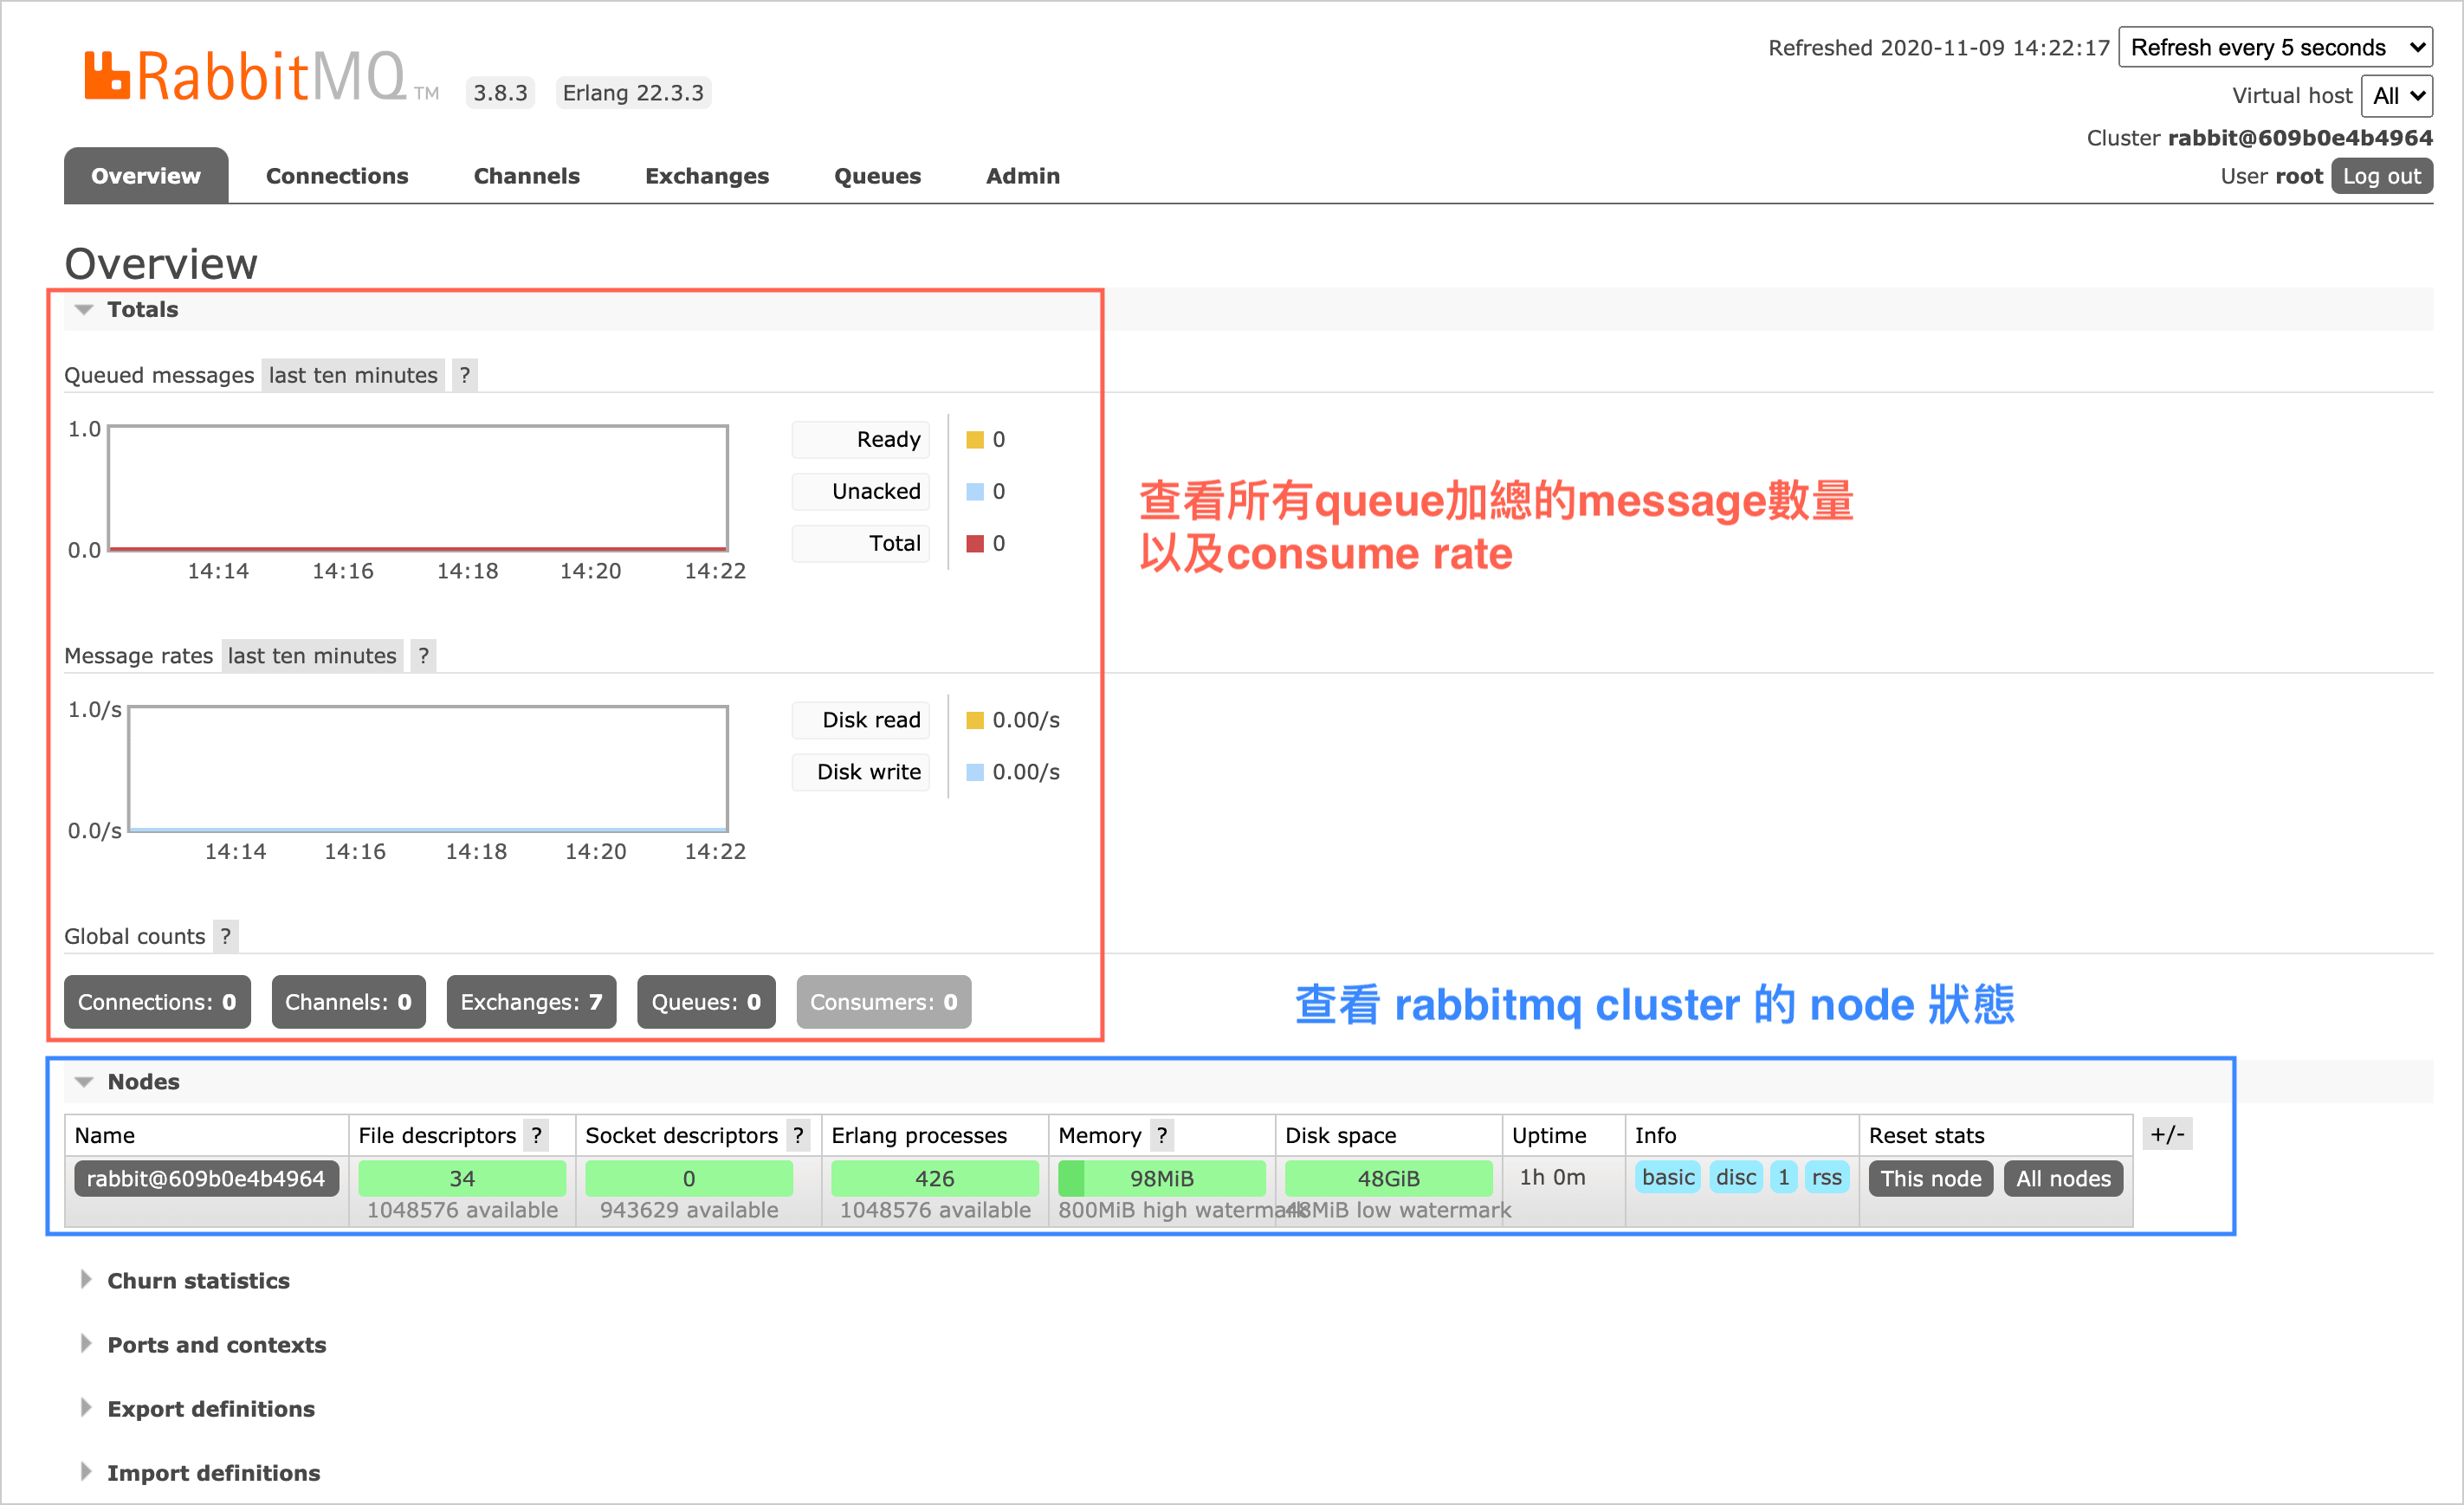 RabbitMQ TM 3.8.3 Erlang 22.3.3
Refreshed 2020-11-09 14:22:17 Refresh every 5 seconds
Virtual host All
Cluster rabbit@609b0e4b4964
User root Log out
Overview Connections Channels Exchanges Queues Admin
Overview
Totals
Queued messages last ten minutes ?
1.0
0.0
14:14 14:16 14:18 14:20 14:22
Ready 0
Unacked 0
Total 0
查看所有queue加總的message數量
以及consume rate
Message rates last ten minutes ?
1.0/s
0.0/s
14:14 14:16 14:18 14:20 14:22
Disk read 0.00/s
Disk write 0.00/s
Global counts ?
Connections: 0 Channels: 0 Exchanges: 7 Queues: 0 Consumers: 0
查看 rabbitmq cluster 的 node 狀態
Nodes
Name File descriptors ? Socket descriptors ? Erlang processes Memory ? Disk space Uptime Info Reset stats +/-
rabbit@609b0e4b4964 34 0 426 98MiB 48GiB 1h 0m basic disc 1 rss This node All nodes
1048576 available 943629 available 1048576 available 800MiB high watermark 48MiB low watermark
Churn statistics
Ports and contexts
Export definitions
Import definitions